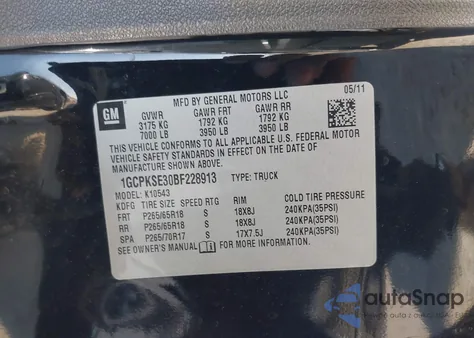 GM
MFD BY GENERAL MOTORS LLC
05/11
GVWR GAWR FRT GAWR RR
3175 KG 1792 KG 1792 KG
7000 LB 3950 LB 3950 LB
THIS VEHICLE CONFORMS TO ALL APPLICABLE U.S. FEDERAL MOTOR
VEHICLE SAFETY STANDARDS IN EFFECT ON THE DATE OF
MANUFACTURE SHOWN ABOVE.
1GCPKSE30BF228913 TYPE: TRUCK
MODEL: K10543
KDFG TIRE SIZE SPEED RTG RIM COLD TIRE PRESSURE
FRT P265/65R18 S 18X8J 240KPA(35PSI)
RR P265/65R18 S 18X8J 240KPA(35PSI)
SPA P265/70R17 S 17X7.5J 240KPA(35PSI)
SEE OWNER'S MANUAL FOR MORE INFORMATION.
autoSnap